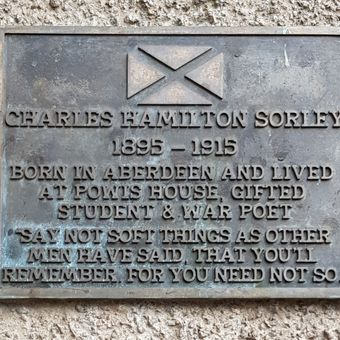 CHARLES HAMILTON SORLEY
1895 – 1915
BORN IN ABERDEEN AND LIVED
AT POWIS HOUSE, GIFTED
STUDENT & WAR POET
"SAY NOT SOFT THINGS AS OTHER
MEN HAVE SAID, THAT YOU'LL
REMEMBER FOR YOU NEED NOT SO.